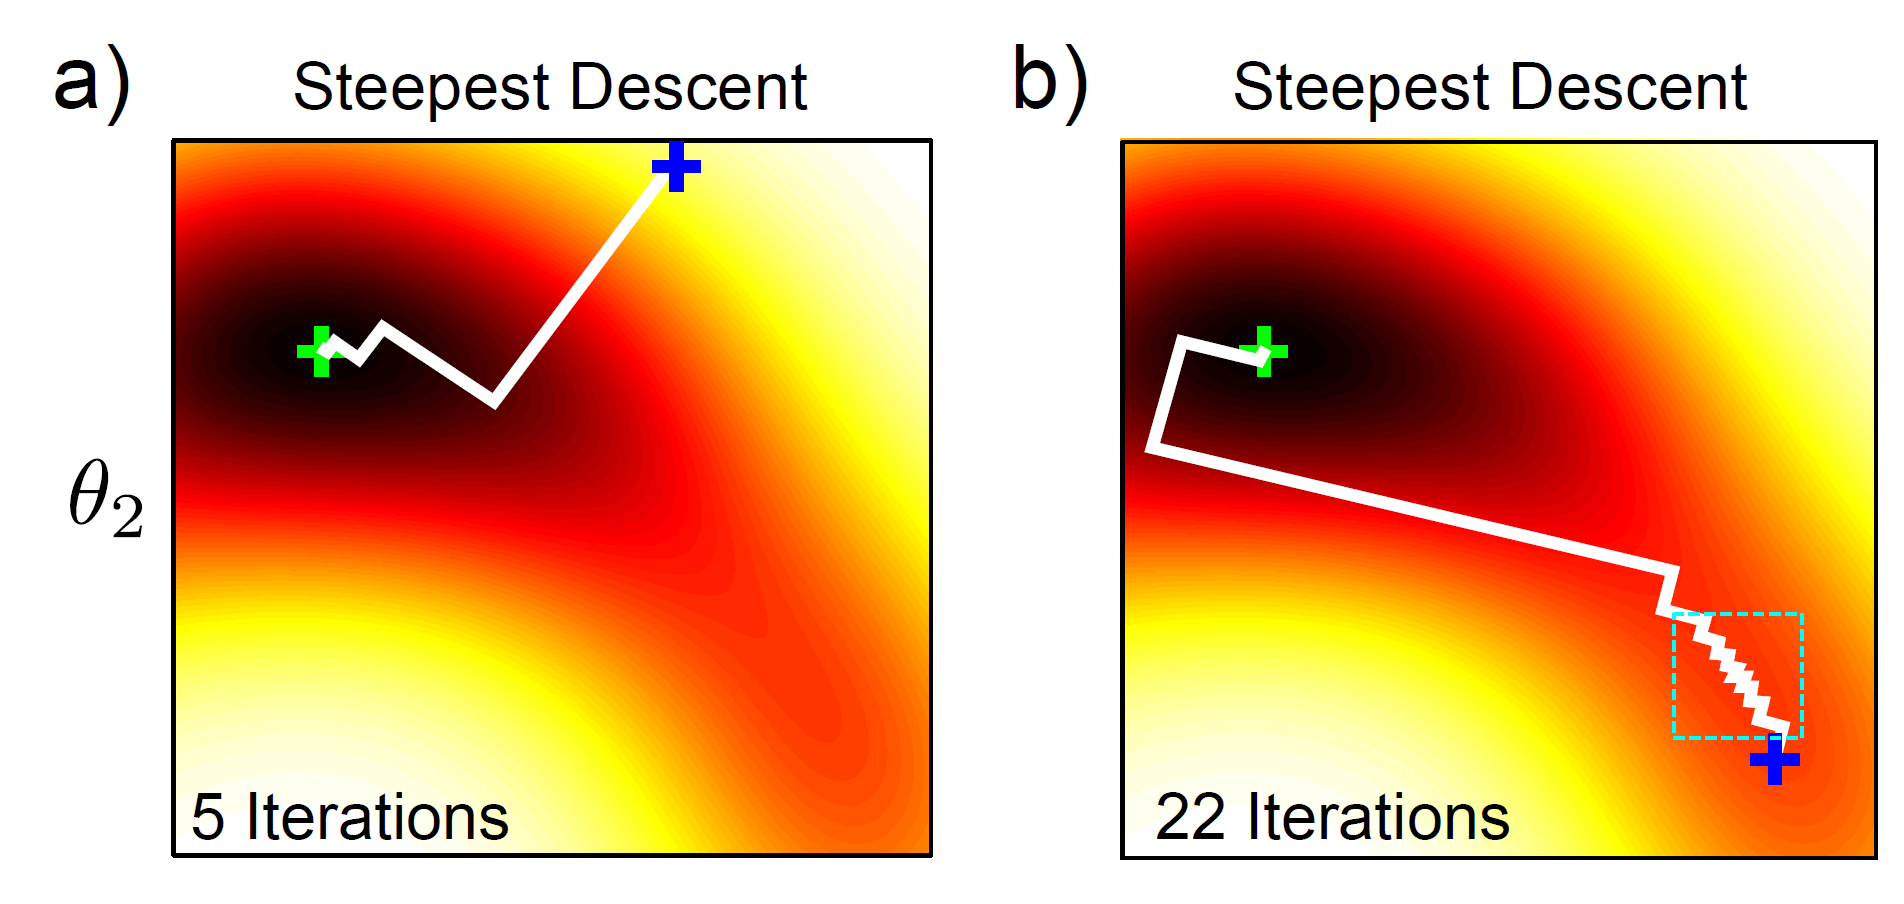 a)
Steepest Descent
θ₂
5 Iterations
b)
Steepest Descent
22 Iterations